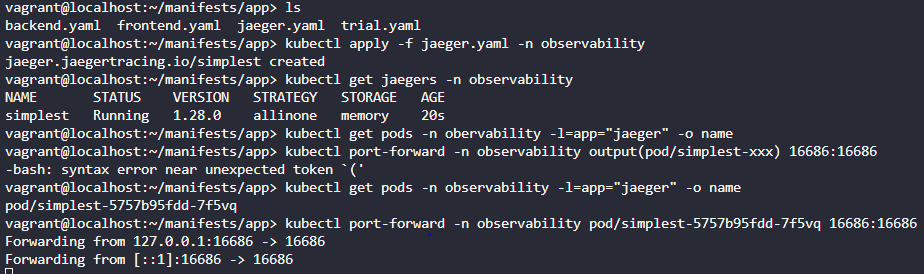 vagrant@localhost:~/manifests/app> ls
backend.yaml  frontend.yaml  jaeger.yaml  trial.yaml
vagrant@localhost:~/manifests/app> kubectl apply -f jaeger.yaml -n observability
jaeger.jaegertracing.io/simplest created
vagrant@localhost:~/manifests/app> kubectl get jaegers -n observability
NAME       STATUS    VERSION   STRATEGY   STORAGE   AGE
simplest   Running   1.28.0    allinone   memory    20s
vagrant@localhost:~/manifests/app> kubectl get pods -n obervability -l=app="jaeger" -o name
vagrant@localhost:~/manifests/app> kubectl port-forward -n observability output(pod/simplest-xxx) 16686:16686
-bash: syntax error near unexpected token `('
vagrant@localhost:~/manifests/app> kubectl get pods -n observability -l=app="jaeger" -o name
pod/simplest-5757b95fdd-7f5vq
vagrant@localhost:~/manifests/app> kubectl port-forward -n observability pod/simplest-5757b95fdd-7f5vq 16686:16686
Forwarding from 127.0.0.1:16686 -> 16686
Forwarding from [::1]:16686 -> 16686